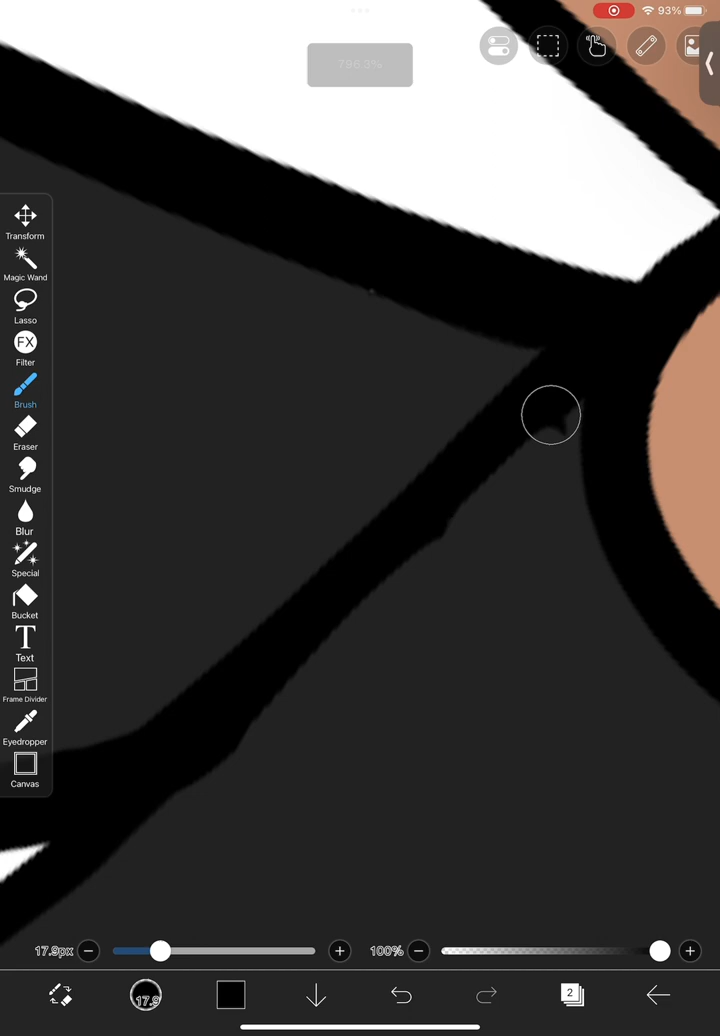 93%
796.3%
Transform
Magic Wand
Lasso
FX
Filter
Brush
Eraser
Smudge
Blur
Special
Bucket
T
Text
Frame Divider
Eyedropper
Canvas
17.9px
100%
17.9
2